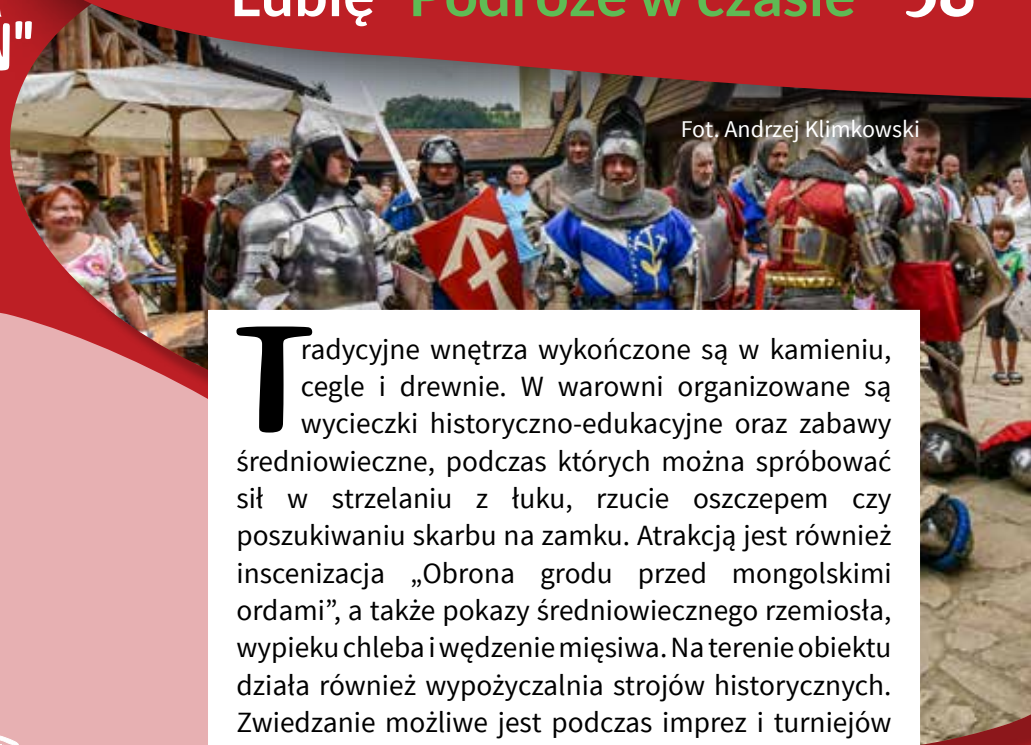 Lubię Podróże w czasie 58
N"
Fot. Andrzej Klimkowski
Tradycyjne wnętrza wykończone są w kamieniu,
cegle i drewnie. W warowni organizowane są
wycieczki historyczno-edukacyjne oraz zabawy
średniowieczne, podczas których można spróbować
sił w strzelaniu z łuku, rzucie oszczepem czy
poszukiwaniu skarbu na zamku. Atrakcją jest również
inscenizacja „Obrona grodu przed mongolskimi
ordami”, a także pokazy średniowiecznego rzemiosła,
wypieku chleba i wędzenie mięsiwa. Na terenie obiektu
działa również wypożyczalnia strojów historycznych.
Zwiedzanie możliwe jest podczas imprez i turniejów